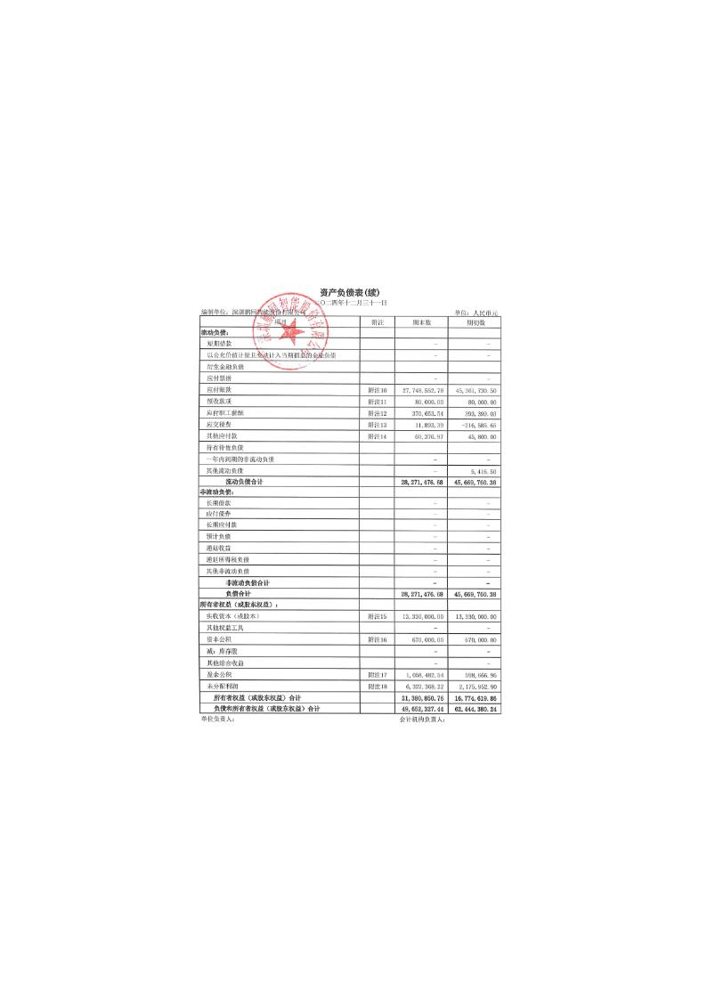 资产负债表(续)
二〇二四年十二月三十一日
编制单位：深圳 智能股份有限公司 单位：人民币元
项目 附注 期末数 期初数
流动负债：
短期借款 - -
以公允价值计量且变动计入当期损益的金融负债 - -
衍生金融负债
应付票据 - -
应付账款 附注10 27,748,552.78 45,361,730.50
预收款项 附注11 80,000.00 80,000.00
应付职工薪酬 附注12 370,653.54 393,399.03
应交税费 附注13 11,893.39 -216,585.65
其他应付款 附注14 60,376.97 45,800.00
持有待售负债
一年内到期的非流动负债 - -
其他流动负债 - 5,416.50
流动负债合计 28,271,476.68 45,669,760.38
非流动负债：
长期借款 - -
应付债券 - -
长期应付款 - -
预计负债 - -
递延收益 - -
递延所得税负债 - -
其他非流动负债 - -
非流动负债合计 - -
负债合计 28,271,476.68 45,669,760.38
所有者权益（或股东权益）：
实收资本（或股本） 附注15 13,330,000.00 13,330,000.00
其他权益工具 - -
资本公积 附注16 670,000.00 670,000.00
减：库存股 - -
其他综合收益 - -
盈余公积 附注17 1,058,482.54 598,666.96
未分配利润 附注18 6,322,368.22 2,175,952.90
所有者权益（或股东权益）合计 21,380,850.76 16,774,619.86
负债和所有者权益（或股东权益）合计 49,652,327.44 62,444,380.24
单位负责人： 会计机构负责人：